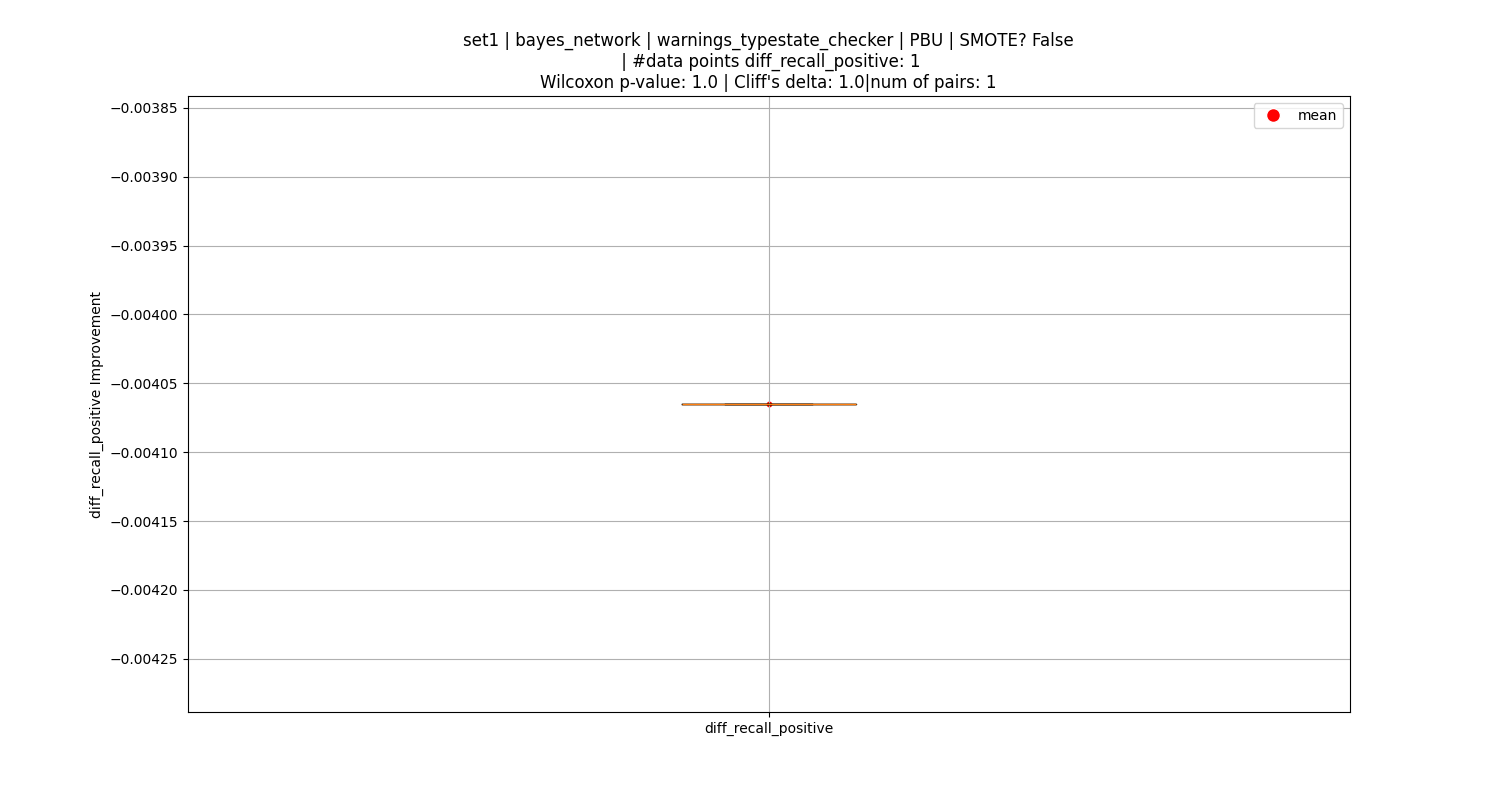 set1 | bayes_network | warnings_typestate_checker | PBU | SMOTE? False
| #data points diff_recall_positive: 1
Wilcoxon p-value: 1.0 | Cliff's delta: 1.0|num of pairs: 1
mean
−0.00385
−0.00390
−0.00395
−0.00400
−0.00405
−0.00410
−0.00415
−0.00420
−0.00425
diff_recall_positive Improvement
diff_recall_positive